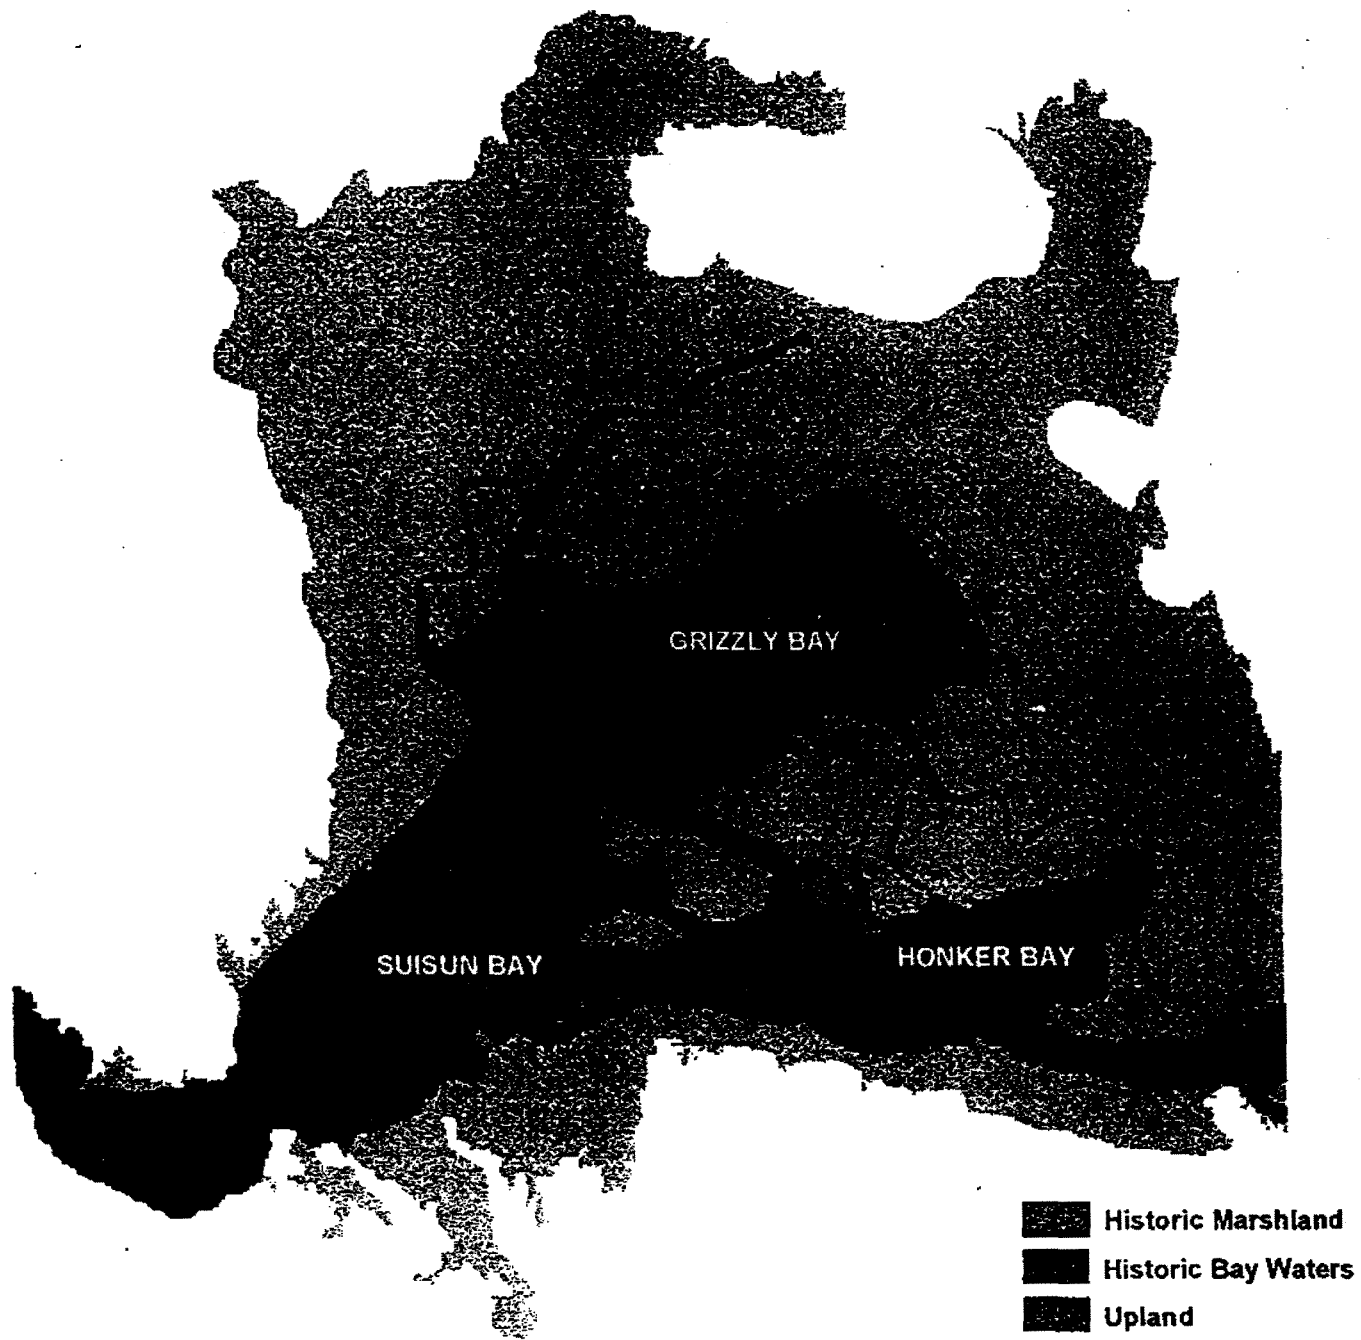 GRIZZLY BAY
SUISUN BAY
HONKER BAY
Historic Marshland
Historic Bay Waters
Upland